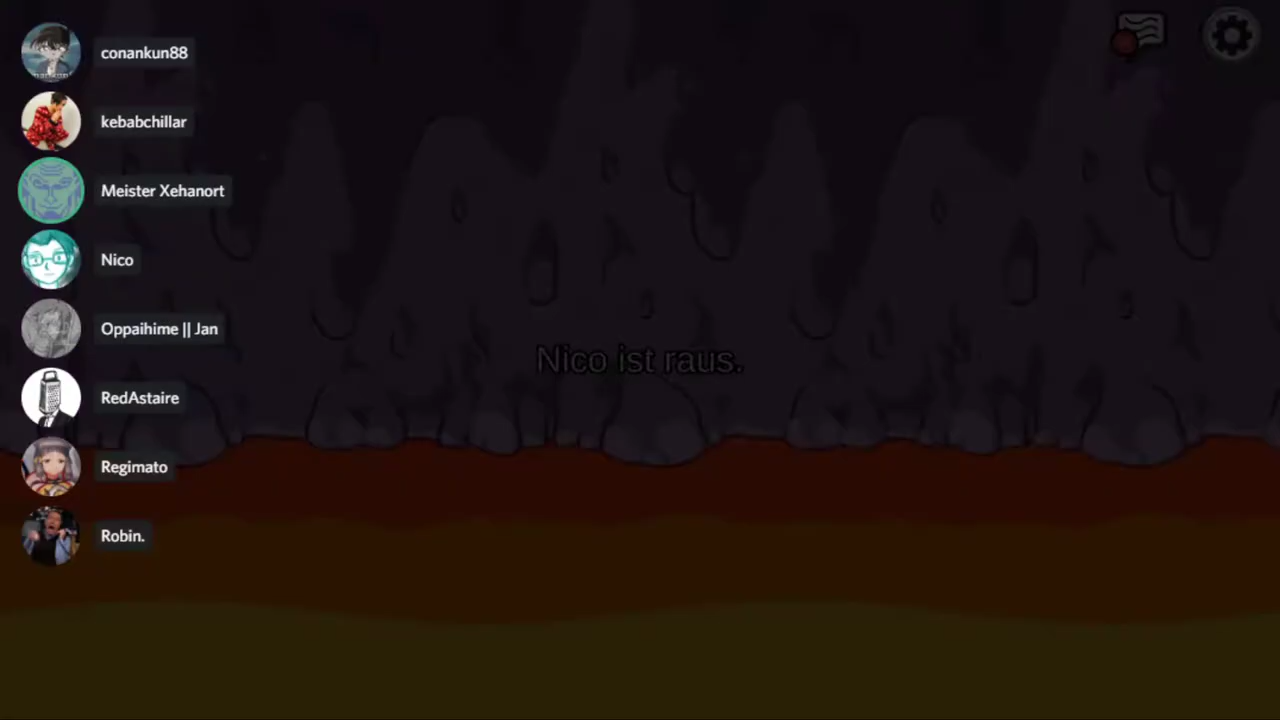 conankun88
kebabchillar
Meister Xehanort
Nico
Oppaihime || Jan
Nico ist raus.
RedAstaire
Regimato
Robin.